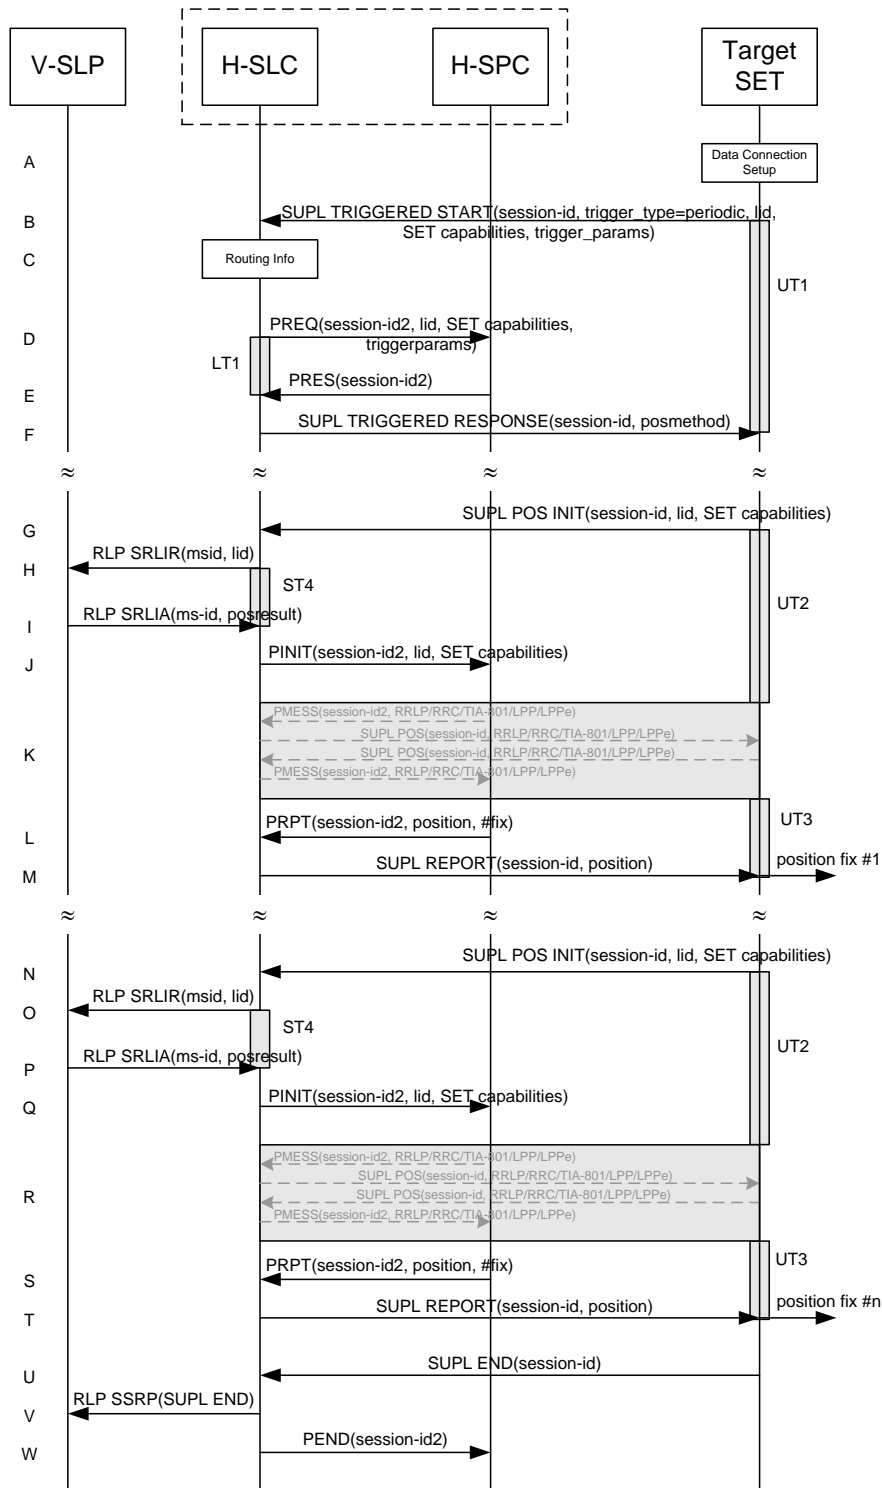 V-SLP
H-SLC
H-SPC
Target
SET
A
Data Connection
Setup
B
SUPL TRIGGERED START(session-id, trigger_type=periodic, lid,
SET capabilities, trigger_params)
C
Routing Info
UT1
D
PREQ(session-id2, lid, SET capabilities,
triggerparams)
LT1
E
PRES(session-id2)
F
SUPL TRIGGERED RESPONSE(session-id, posmethod)
≈ ≈ ≈ ≈
G
SUPL POS INIT(session-id, lid, SET capabilities)
H
RLP SRLIR(msid, lid)
ST4
UT2
I
RLP SRLIA(ms-id, posresult)
J
PINIT(session-id2, lid, SET capabilities)
K
PMESS(session-id2, RRLP/RRC/TIA-801/LPP/LPPe)
SUPL POS(session-id, RRLP/RRC/TIA-801/LPP/LPPe)
SUPL POS(session-id, RRLP/RRC/TIA-801/LPP/LPPe)
PMESS(session-id2, RRLP/RRC/TIA-801/LPP/LPPe)
L
PRPT(session-id2, position, #fix)
UT3
M
SUPL REPORT(session-id, position)
position fix #1
≈ ≈ ≈ ≈
N
SUPL POS INIT(session-id, lid, SET capabilities)
O
RLP SRLIR(msid, lid)
ST4
UT2
P
RLP SRLIA(ms-id, posresult)
Q
PINIT(session-id2, lid, SET capabilities)
R
PMESS(session-id2, RRLP/RRC/TIA-801/LPP/LPPe)
SUPL POS(session-id, RRLP/RRC/TIA-801/LPP/LPPe)
SUPL POS(session-id, RRLP/RRC/TIA-801/LPP/LPPe)
PMESS(session-id2, RRLP/RRC/TIA-801/LPP/LPPe)
S
PRPT(session-id2, position, #fix)
UT3
T
SUPL REPORT(session-id, position)
position fix #n
U
SUPL END(session-id)
V
RLP SSRP(SUPL END)
W
PEND(session-id2)